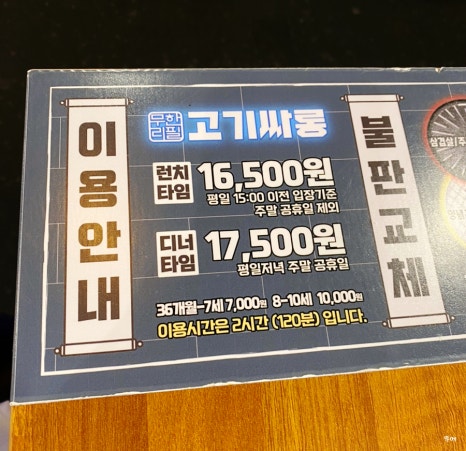 이용안내
무한리필 고기싸롱
런치타임 16,500원
평일 15:00 이전 입장기준
주말 공휴일 제외
디너타임 17,500원
평일저녁 주말 공휴일
36개월-7세 7,000원 8-10세 10,000원
이용시간은 2시간 (120분) 입니다.
불판교체
삼겹살/주